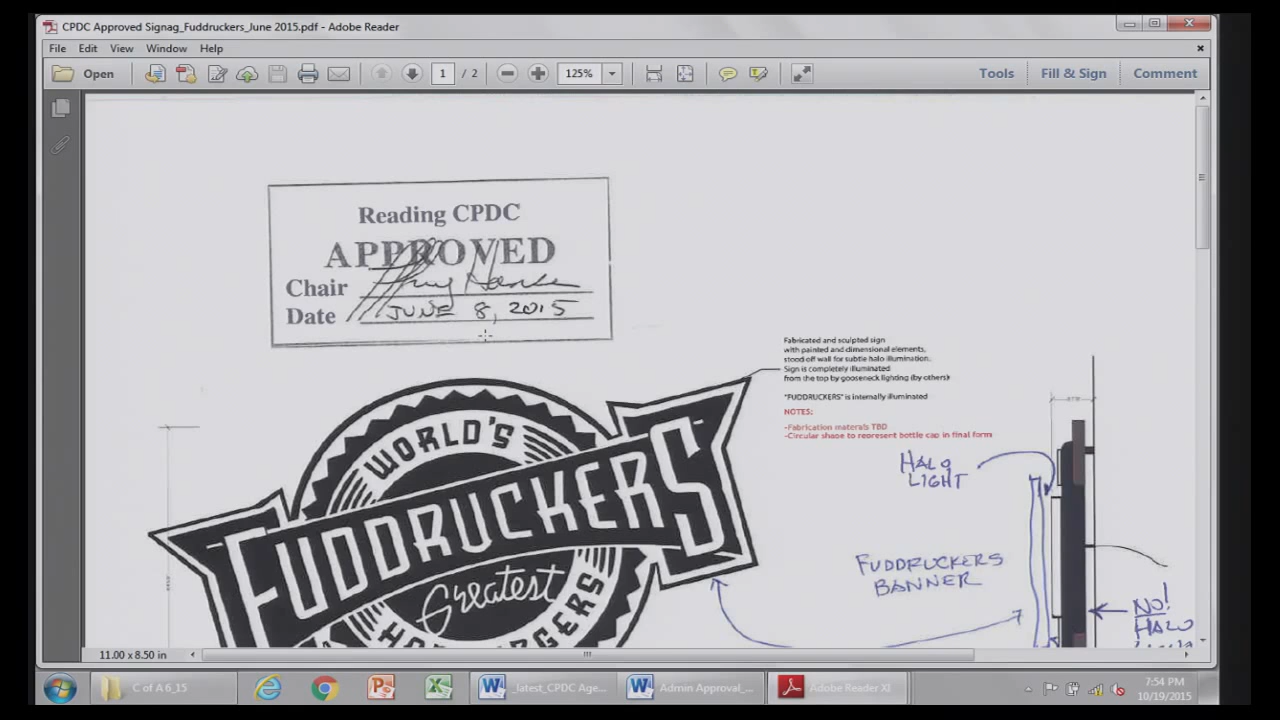 CPDC Approved Signag_Fuddruckers_June 2015.pdf - Adobe Reader
File Edit View Window Help
Open 1 / 2 125% Tools Fill & Sign Comment
Reading CPDC
APPROVED
Chair
Date JUNE 8, 2015
Fabricated and sculpted sign
with painted and dimensional elements,
stood off wall for subtle halo illumination.
Sign is completely illuminated
from the top by gooseneck lighting (by others)
"FUDDRUCKERS" is internally illuminated
NOTES:
-Fabrication materials TBD
-Circular shape to represent bottle cap in final form
HALO
LIGHT
WORLD'S
FUDDRUCKERS
Greatest
FUDDRUCKERS
BANNER
NO!
HALO
11.00 x 8.50 in
C of A 6_15
_latest_CPDC Age...
Admin Approval_...
Adobe Reader XI
7:54 PM
10/19/2015